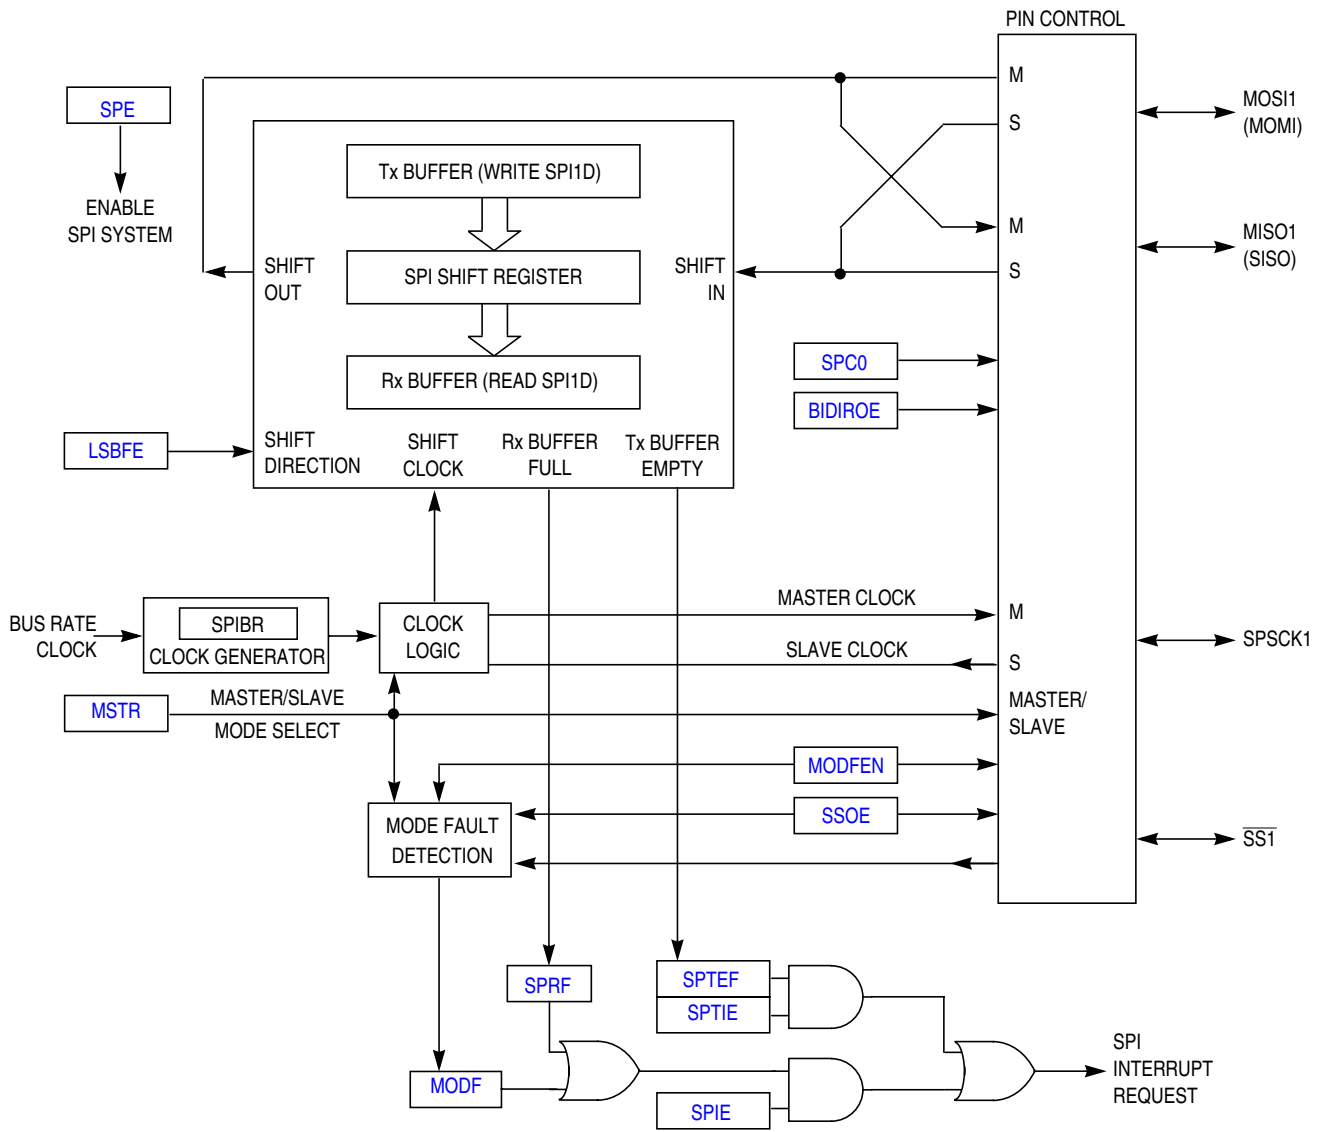 PIN CONTROL
M
MOSI1
(MOMI)
SPE
S
Tx BUFFER (WRITE SPI1D)
ENABLE
SPI SYSTEM
M
MISO1
(SISO)
SHIFT
OUT
SPI SHIFT REGISTER
SHIFT
IN
S
SPC0
Rx BUFFER (READ SPI1D)
BIDIROE
LSBFE
SHIFT
DIRECTION
SHIFT
CLOCK
Rx BUFFER
FULL
Tx BUFFER
EMPTY
MASTER CLOCK
M
BUS RATE
CLOCK
SPIBR
CLOCK GENERATOR
CLOCK
LOGIC
SPSCK1
SLAVE CLOCK
S
MSTR
MASTER/SLAVE
MODE SELECT
MASTER/
SLAVE
MODFEN
SSOE
MODE FAULT
DETECTION
SS1
SPRF
SPTEF
SPTIE
MODF
SPIE
SPI
INTERRUPT
REQUEST